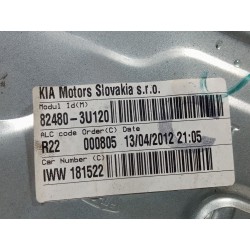 KIA Motors Slovakia s.r.o.
Modul Id(M)
82480-3U120
ALC code Order(C) Date
R22 000805 13/04/2012 21:05
Car Number (C)
IWW 181522